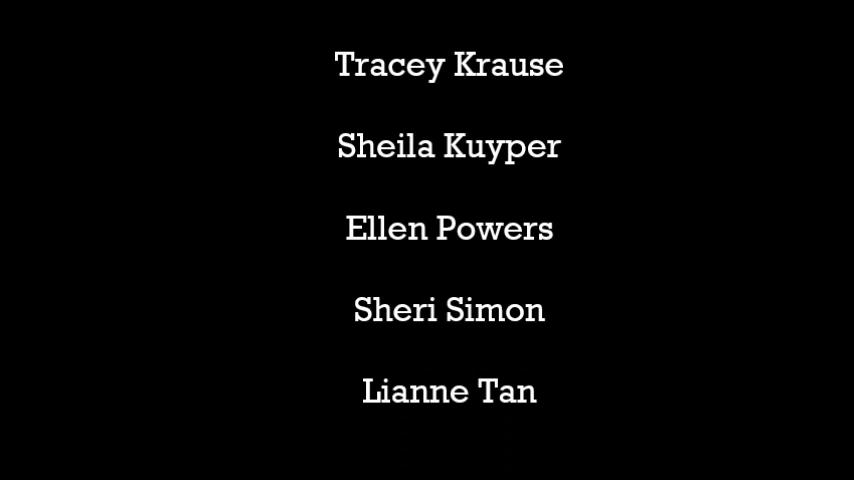 Tracey Krause
Sheila Kuyper
Ellen Powers
Sheri Simon
Lianne Tan